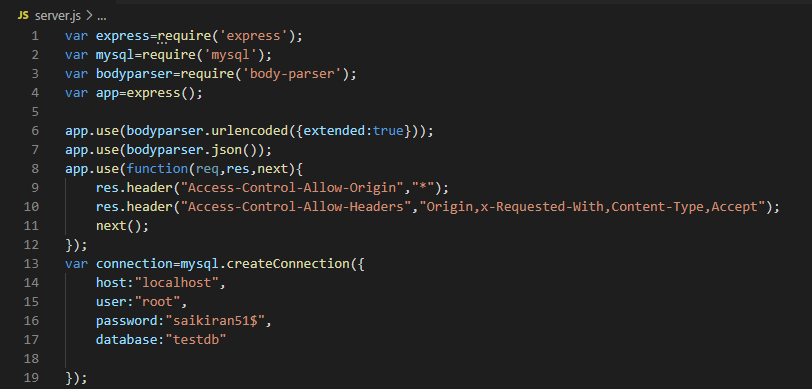 JS server.js > ...
1 var express=require('express');
2 var mysql=require('mysql');
3 var bodyparser=require('body-parser');
4 var app=express();
5
6 app.use(bodyparser.urlencoded({extended:true}));
7 app.use(bodyparser.json());
8 app.use(function(req,res,next){
9 res.header("Access-Control-Allow-Origin","*");
10 res.header("Access-Control-Allow-Headers","Origin,x-Requested-With,Content-Type,Accept");
11 next();
12 });
13 var connection=mysql.createConnection({
14 host:"localhost",
15 user:"root",
16 password:"saikiran51$",
17 database:"testdb"
18
19 });